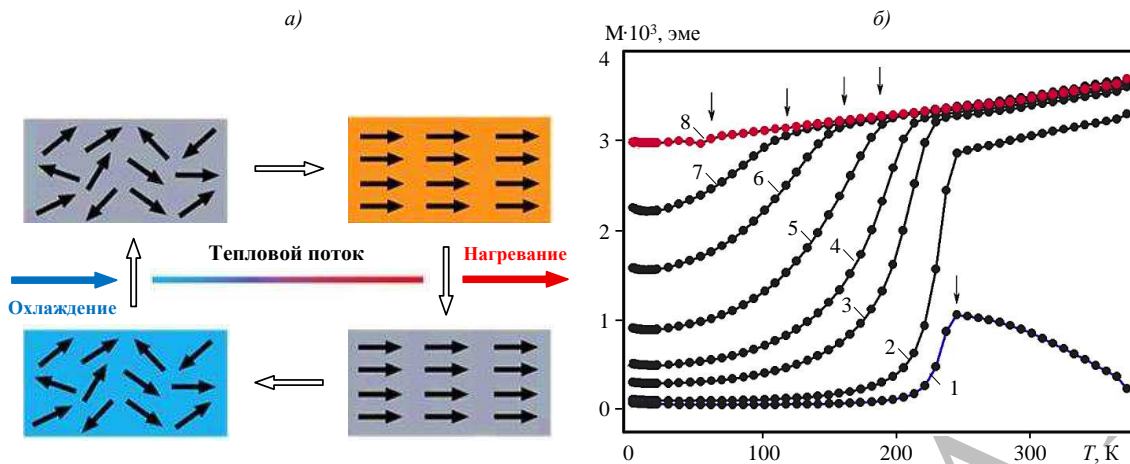 а)
Тепловой поток
Нагревание
Охлаждение
б)
М·10³, эме
4
3
2
1
0
8
7
6
5
4
3
2
1
0 100 200 300 T, К